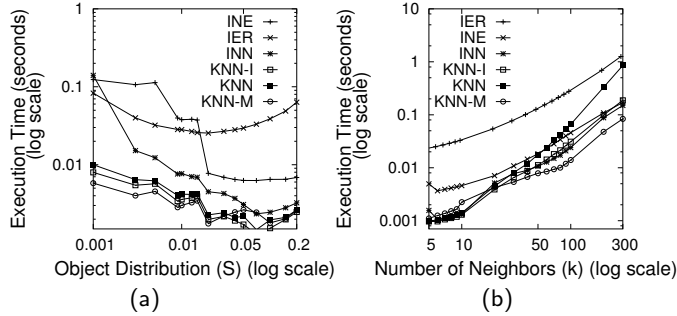 Execution Time (seconds)
(log scale)
1
0.1
0.01
INE
IER
INN
KNN-I
KNN
KNN-M
0.001
0.01
0.05
0.2
Object Distribution (S) (log scale)
(a)
Execution Time (seconds)
(log scale)
10
1
0.1
0.01
0.001
IER
INE
INN
KNN-I
KNN
KNN-M
5
10
50
100
300
Number of Neighbors (k) (log scale)
(b)